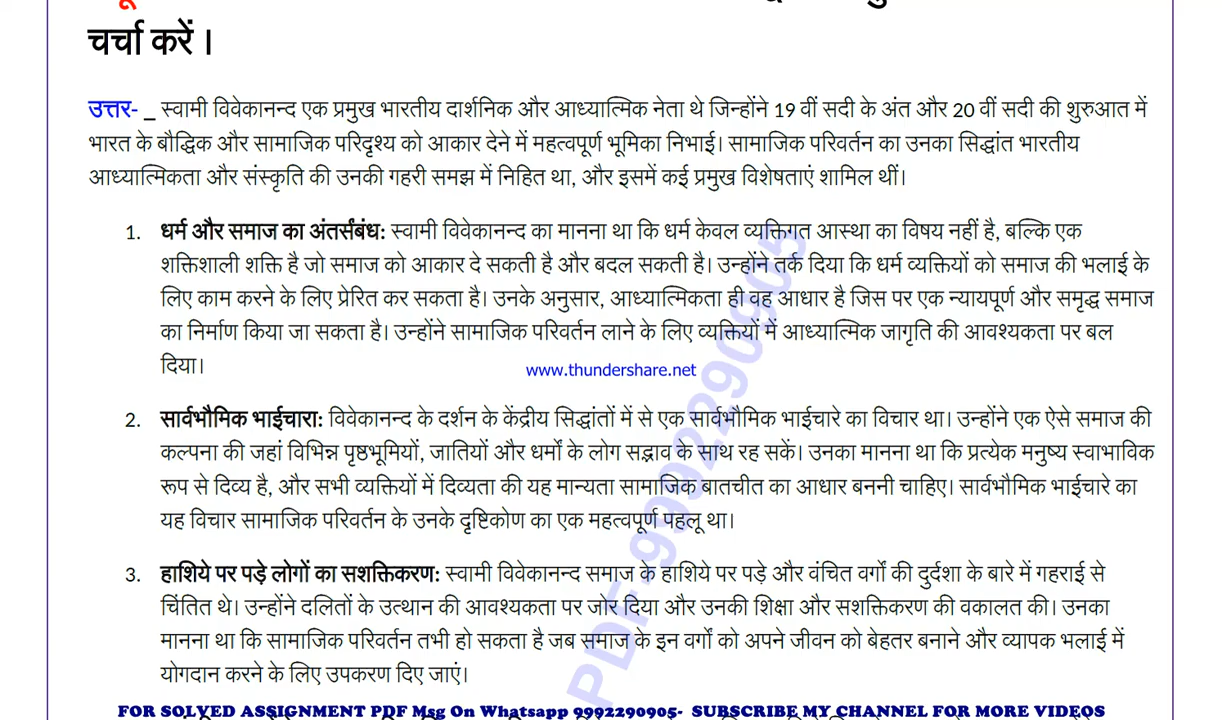 चर्चा करें।
उत्तर- _ स्वामी विवेकानन्द एक प्रमुख भारतीय दार्शनिक और आध्यात्मिक नेता थे जिन्होंने 19 वीं सदी के अंत और 20 वीं सदी की शुरुआत में
भारत के बौद्धिक और सामाजिक परिदृश्य को आकार देने में महत्वपूर्ण भूमिका निभाई। सामाजिक परिवर्तन का उनका सिद्धांत भारतीय
आध्यात्मिकता और संस्कृति की उनकी गहरी समझ में निहित था, और इसमें कई प्रमुख विशेषताएं शामिल थीं।
1. धर्म और समाज का अंतर्संबंध: स्वामी विवेकानन्द का मानना था कि धर्म केवल व्यक्तिगत आस्था का विषय नहीं है, बल्कि एक
शक्तिशाली शक्ति है जो समाज को आकार दे सकती है और बदल सकती है। उन्होंने तर्क दिया कि धर्म व्यक्तियों को समाज की भलाई के
लिए काम करने के लिए प्रेरित कर सकता है। उनके अनुसार, आध्यात्मिकता ही वह आधार है जिस पर एक न्यायपूर्ण और समृद्ध समाज
का निर्माण किया जा सकता है। उन्होंने सामाजिक परिवर्तन लाने के लिए व्यक्तियों में आध्यात्मिक जागृति की आवश्यकता पर बल
दिया।
www.thundershare.net
2. सार्वभौमिक भाईचारा: विवेकानन्द के दर्शन के केंद्रीय सिद्धांतों में से एक सार्वभौमिक भाईचारे का विचार था। उन्होंने एक ऐसे समाज की
कल्पना की जहां विभिन्न पृष्ठभूमियों, जातियों और धर्मों के लोग सद्भाव के साथ रह सकें। उनका मानना था कि प्रत्येक मनुष्य स्वाभाविक
रूप से दिव्य है, और सभी व्यक्तियों में दिव्यता की यह मान्यता सामाजिक बातचीत का आधार बननी चाहिए। सार्वभौमिक भाईचारे का
यह विचार सामाजिक परिवर्तन के उनके दृष्टिकोण का एक महत्वपूर्ण पहलू था।
3. हाशिये पर पड़े लोगों का सशक्तिकरण: स्वामी विवेकानन्द समाज के हाशिये पर पड़े और वंचित वर्गों की दुर्दशा के बारे में गहराई से
चिंतित थे। उन्होंने दलितों के उत्थान की आवश्यकता पर जोर दिया और उनकी शिक्षा और सशक्तिकरण की वकालत की। उनका
मानना था कि सामाजिक परिवर्तन तभी हो सकता है जब समाज के इन वर्गों को अपने जीवन को बेहतर बनाने और व्यापक भलाई में
योगदान करने के लिए उपकरण दिए जाएं।
PDF-9992290905
FOR SOLVED ASSIGNMENT PDF Msg On Whatsapp 9992290905- SUBSCRIBE MY CHANNEL FOR MORE VIDEOS